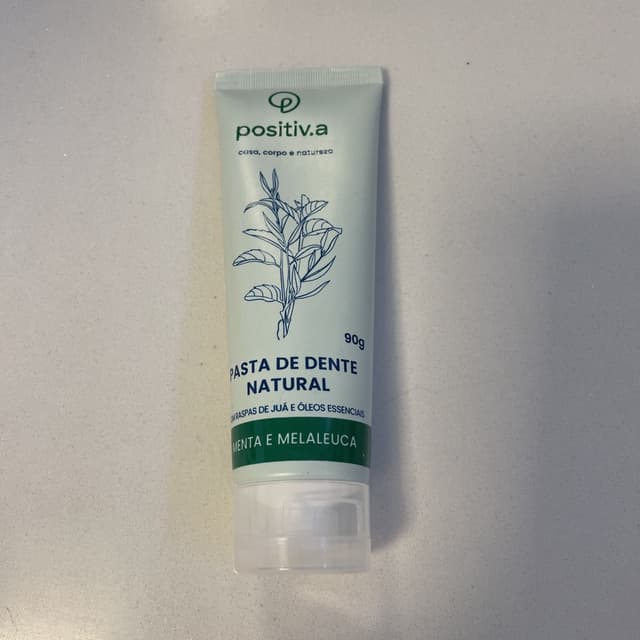 positiv.a
casa, corpo e natureza
90g
PASTA DE DENTE
NATURAL
RASPAS DE JUÁ E ÓLEOS ESSENCIAIS
MENTA E MELALEUCA